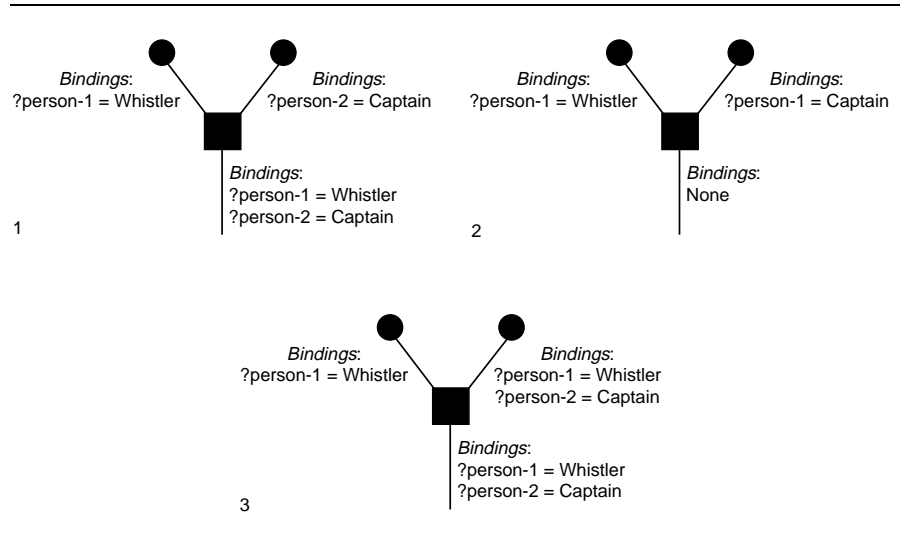 Bindings:
?person-1 = Whistler
Bindings:
?person-2 = Captain
Bindings:
?person-1 = Whistler
?person-2 = Captain
1
Bindings:
?person-1 = Whistler
Bindings:
?person-1 = Captain
Bindings:
None
2
Bindings:
?person-1 = Whistler
Bindings:
?person-1 = Whistler
?person-2 = Captain
Bindings:
?person-1 = Whistler
?person-2 = Captain
3